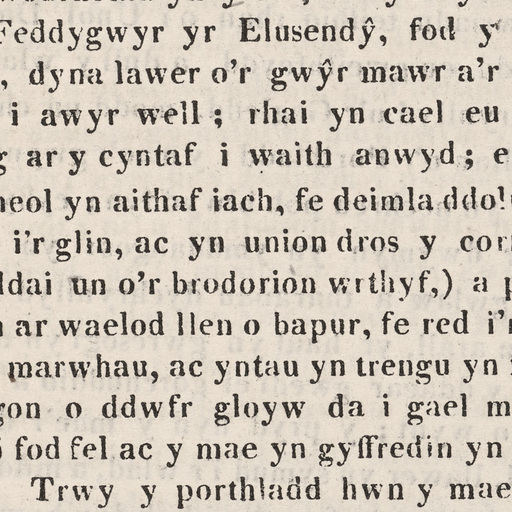 Feddygwyr yr Elusendŷ, fod y
, dyna lawer o'r gwŷr mawr a'r
i awyr well; rhai yn cael eu
ar y cyntaf i waith anwyd; e
yn aithaf iach, fe deimla ddol
i'r glin, ac yn union dros y cor
ddai un o'r brodorion wrthyf,) a p
ar waelod llen o bapur, fe red i'
marwhau, ac yntau yn trengu yn
gon o ddwfr gloyw da i gael m
fod fel ac y mae yn gyffredin yn
Trwy y porthladd hwn y mae